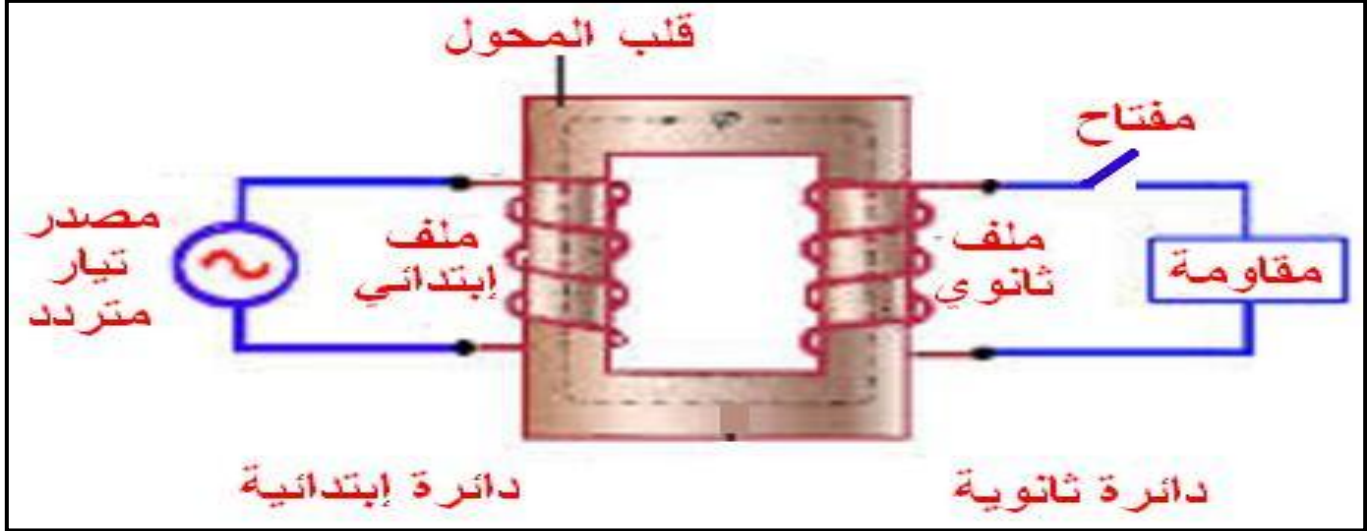 قلب المحول
φ
مفتاح
مصدر
تيار
متردد
ملف
إبتدائي
ملف
ثانوي
مقاومة
دائرة إبتدائية
دائرة ثانوية